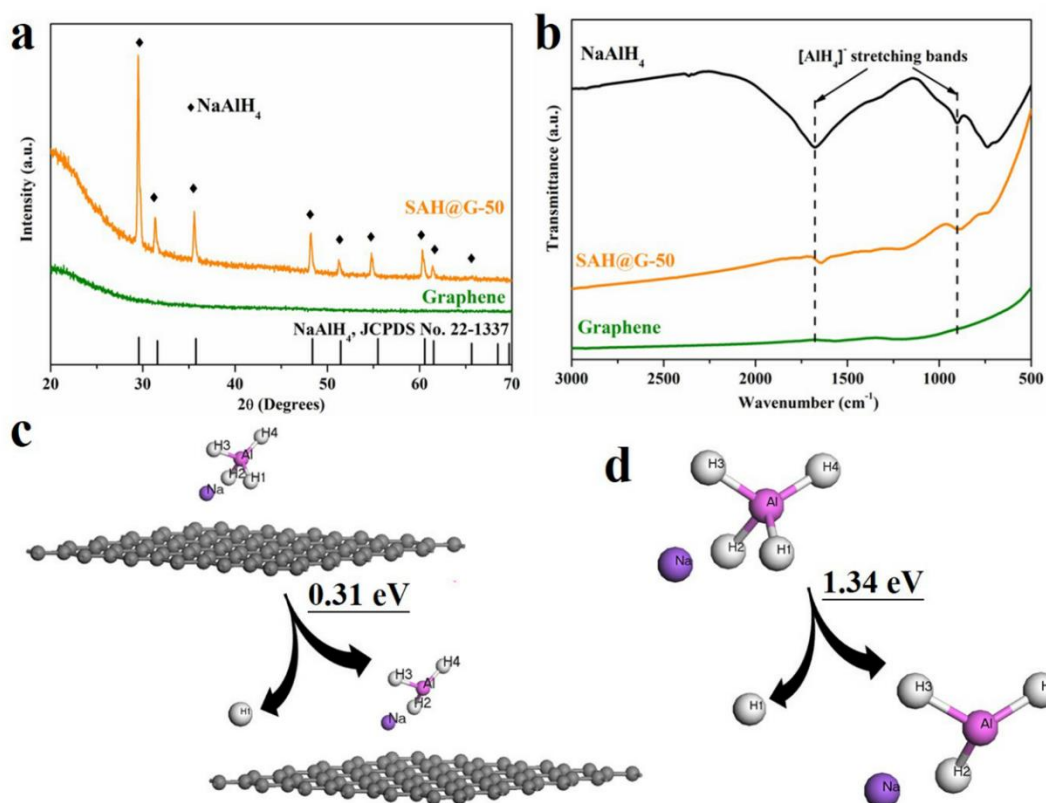 a
NaAlH4
SAH@G-50
Graphene
NaAlH4, JCPDS No. 22-1337
Intensity (a.u.)
20 30 40 50 60 70
2θ (Degrees)
b
NaAlH4
[AlH4]- stretching bands
SAH@G-50
Graphene
Transmittance (a.u.)
3000 2500 2000 1500 1000 500
Wavenumber (cm-1)
c
H4
H3
Al
H2 H1
Na
0.31 eV
H4
H3
Al
H2
H1
Na
d
H3 H4
Al
H2 H1
Na
1.34 eV
H1
H3 H
Al
H2
Na